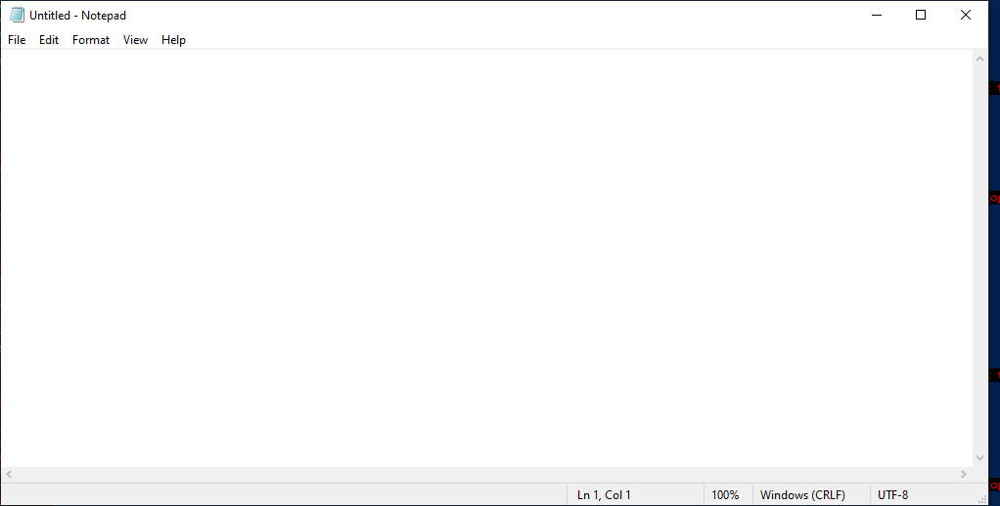 Untitled - Notepad
File Edit Format View Help
Ln 1, Col 1 100% Windows (CRLF) UTF-8